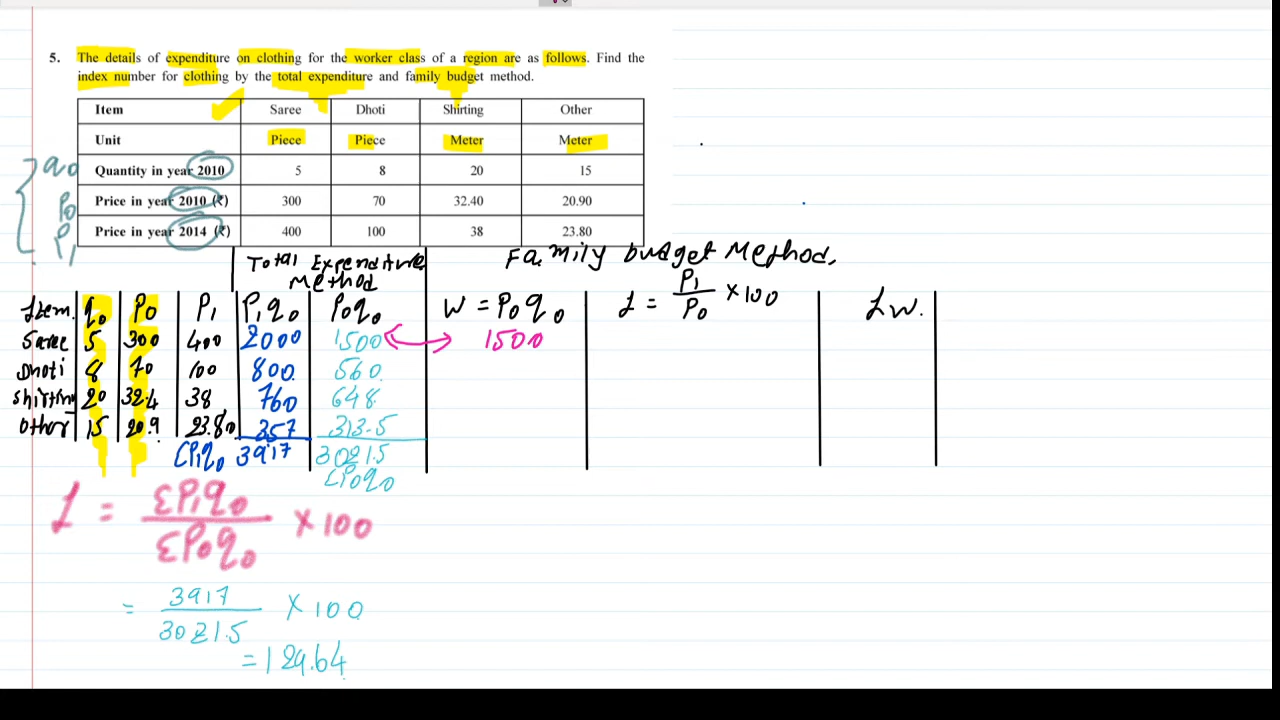 5. The details of expenditure on clothing for the worker class of a region are as follows. Find the
index number for clothing by the total expenditure and family budget method.
Item Saree Dhoti Shirting Other
Unit Piece Piece Meter Meter
Quantity in year 2010 5 8 20 15
q0
Price in year 2010 (₹) 300 70 32.40 20.90
P0
Price in year 2014 (₹) 400 100 38 23.80
P1
Total Expenditure Method
Family budget Method.
Item q0 P0 P1 P1q0 P0q0 W = P0q0 I = P1/P0 × 100 IW.
Saree 5 300 400 2000 1500 1500
Dhoti 8 70 100 800 560
Shirting 20 32.4 38 760 648
Other 15 20.9 23.80 357 313.5
ΣP1q0 3917 3021.5
ΣP0q0
I = ΣP1q0/ΣP0q0 × 100
= 3917/3021.5 × 100
= 129.64